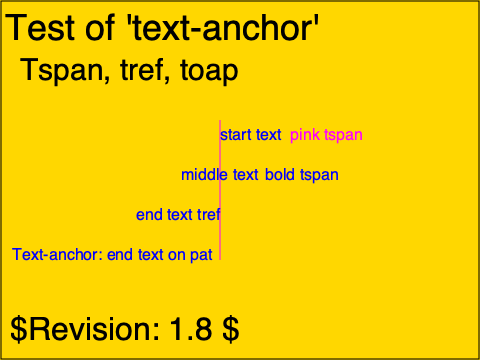 Test of 'text-anchor'
Tspan, tref, toap
start text pink tspan
middle text bold tspan
end text tref
Text-anchor: end text on pat
$Revision: 1.8 $